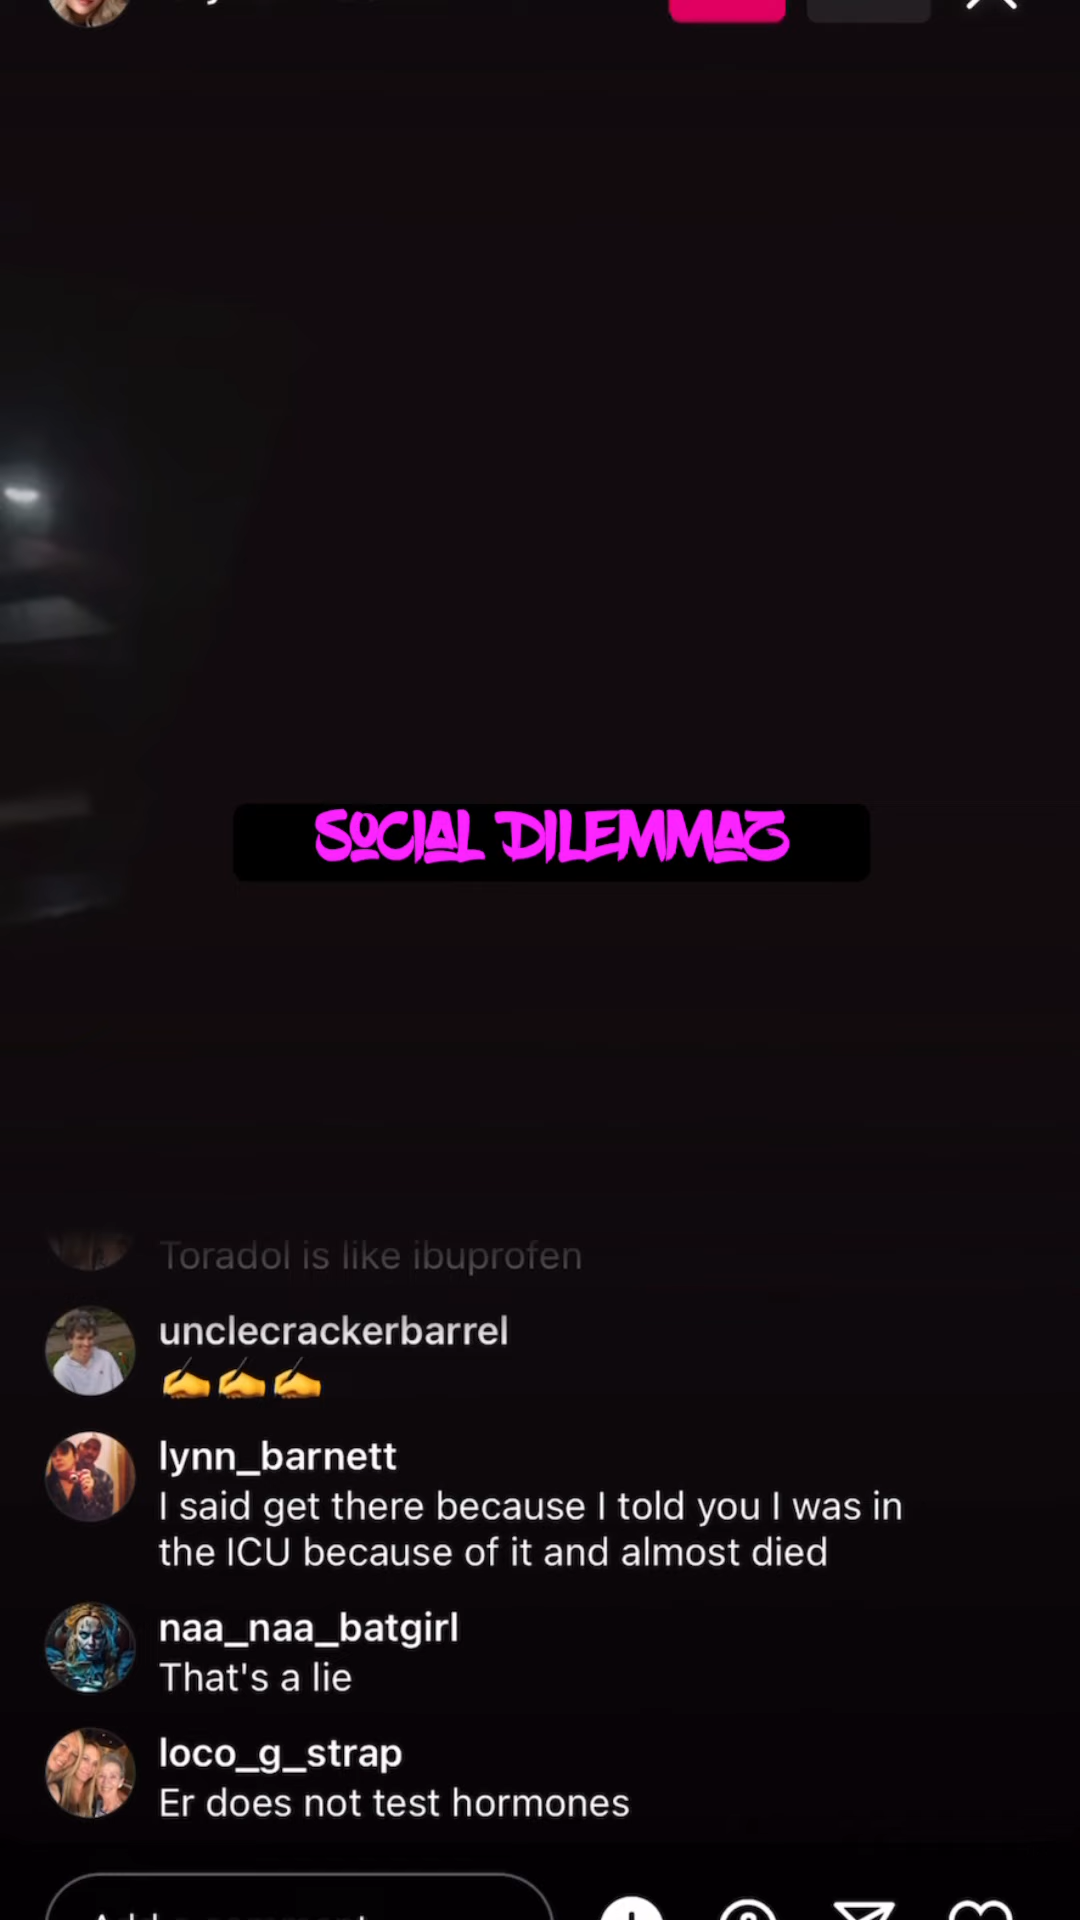 SOCIAL DILEMMAZ
Toradol is like ibuprofen
unclecrackerbarrel
✍️✍️✍️
lynn_barnett
I said get there because I told you I was in
the ICU because of it and almost died
naa_naa_batgirl
That's a lie
loco_g_strap
Er does not test hormones